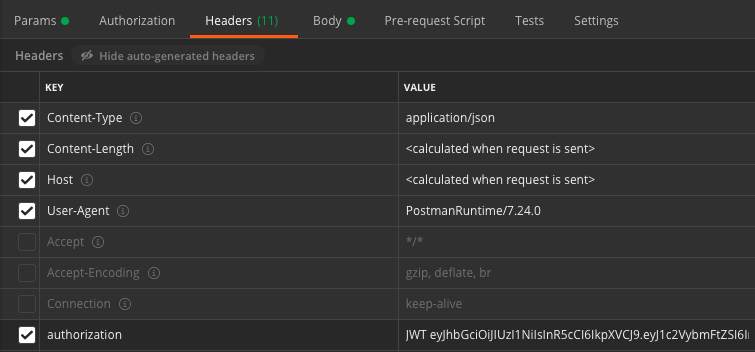 Params Authorization Headers (11) Body Pre-request Script Tests Settings
Headers Hide auto-generated headers
KEY VALUE
Content-Type application/json
Content-Length <calculated when request is sent>
Host <calculated when request is sent>
User-Agent PostmanRuntime/7.24.0
Accept */*
Accept-Encoding gzip, deflate, br
Connection keep-alive
authorization JWT eyJhbGciOiJIUzI1NiIsInR5cCI6IkpXVCJ9.eyJ1c2VybmFtZSI6Ii